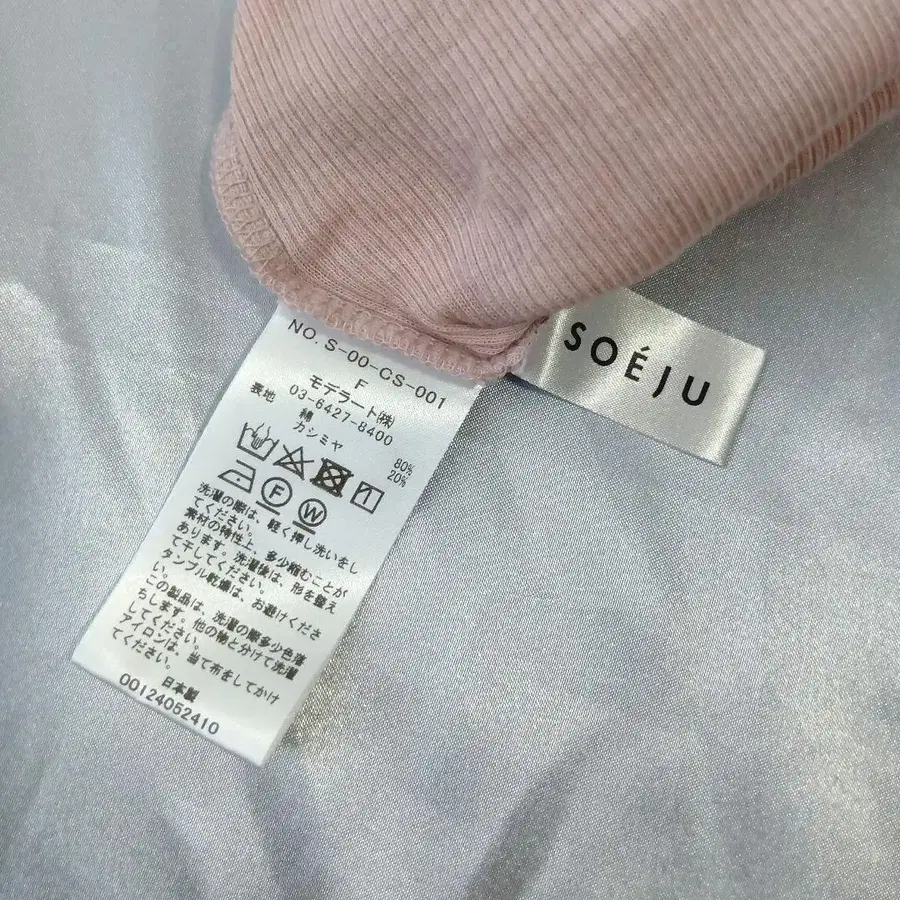 NO. S-00-CS-001
F
モデラート㈱
03-6427-8400
表地
綿 80%
カシミヤ 20%
F W
洗濯の際は、軽く押し洗いをし
てください。
素材の特性上、多少縮むことが
あります。洗濯後は、形を整え
て干してください。
タンブル乾燥は、お避けくださ
い。
この製品は、洗濯の際多少色落
ちします。他の物と分けて洗濯
してください。
アイロンは、当て布をしてかけ
てください。
日本製
00124052410
SOÉJU